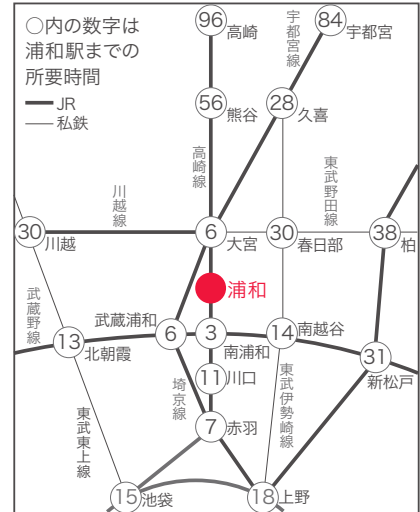 ○内の数字は
浦和駅までの
所要時間
JR
私鉄
96
高崎
84
宇都宮
宇都宮線
56
熊谷
28
久喜
高崎線
川越線
東武野田線
30
川越
6
大宮
30
春日部
38
柏
浦和
武蔵野線
武蔵浦和
13
北朝霞
6
3
南浦和
14
南越谷
31
新松戸
11
川口
埼京線
東武伊勢崎線
東武東上線
7
赤羽
15
池袋
18
上野